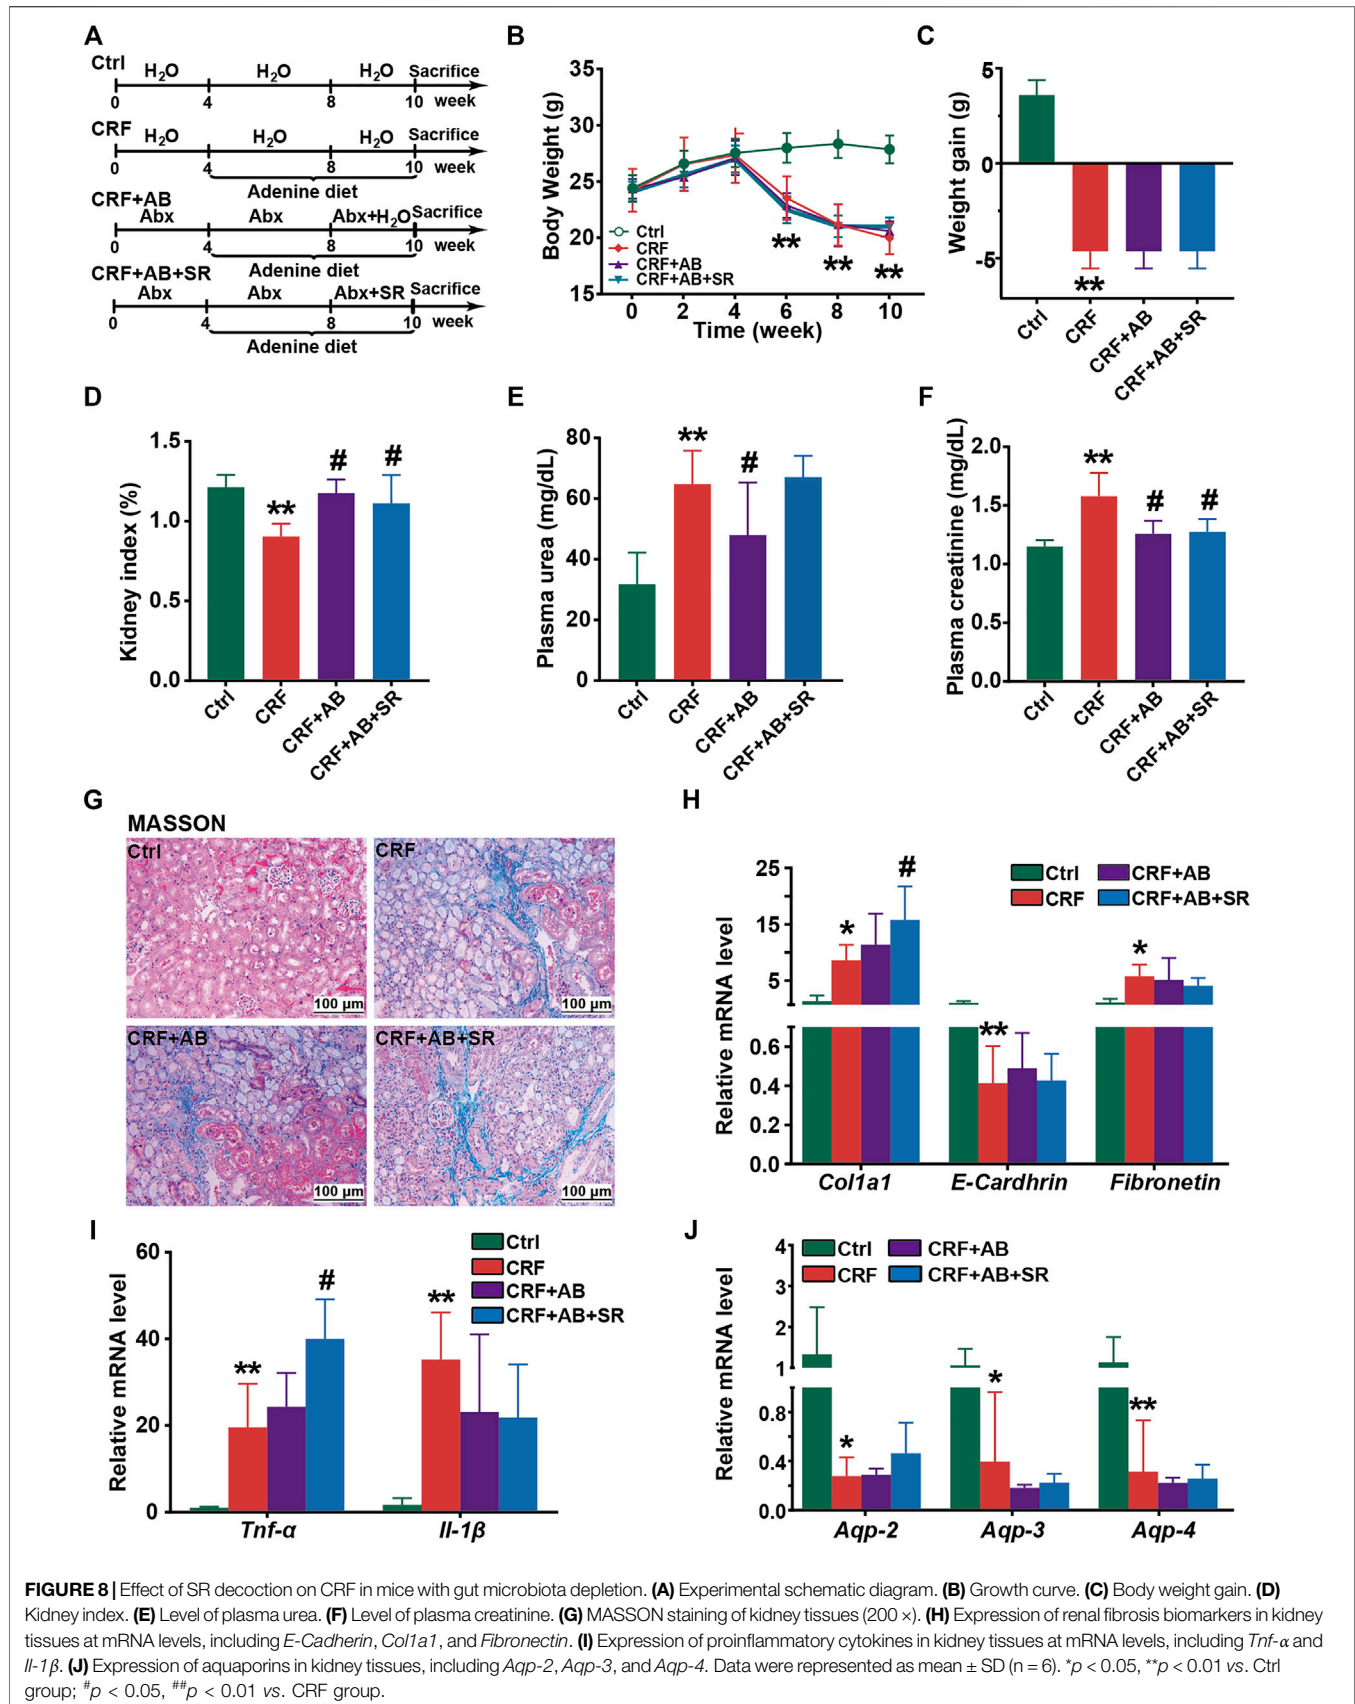 A
Ctrl
H2O H2O H2O Sacrifice
0 4 8 10 week
CRF
H2O H2O H2O Sacrifice
0 4 8 10 week
Adenine diet
CRF+AB
Abx Abx Abx+H2O Sacrifice
0 4 8 10 week
Adenine diet
CRF+AB+SR
Abx Abx Abx+SR Sacrifice
0 4 8 10 week
Adenine diet
B
Body Weight (g)
35
30
25
20
15
Ctrl
CRF
CRF+AB
CRF+AB+SR
** ** **
0 2 4 6 8 10
Time (week)
C
Weight gain (g)
5
0
-5
**
Ctrl CRF CRF+AB CRF+AB+SR
D
Kidney index (%)
1.5
1.0
0.5
0.0
** # #
Ctrl CRF CRF+AB CRF+AB+SR
E
Plasma urea (mg/dL)
80
60
40
20
0
** #
Ctrl CRF CRF+AB CRF+AB+SR
F
Plasma creatinine (mg/dL)
2.0
1.5
1.0
0.5
0.0
** # #
Ctrl CRF CRF+AB CRF+AB+SR
G
MASSON
Ctrl CRF
100 µm 100 µm
CRF+AB CRF+AB+SR
100 µm 100 µm
H
Relative mRNA level
25
15
5
0.6
0.4
0.2
0.0
Ctrl CRF+AB
CRF CRF+AB+SR
* # ** *
Col1a1 E-Cardhrin Fibronetin
I
Relative mRNA level
60
40
20
0
Ctrl
CRF
CRF+AB
CRF+AB+SR
** # **
Tnf-α Il-1β
J
Relative mRNA level
4
3
2
1
0.8
0.4
0.0
Ctrl CRF+AB
CRF CRF+AB+SR
* * **
Aqp-2 Aqp-3 Aqp-4
FIGURE 8 | Effect of SR decoction on CRF in mice with gut microbiota depletion. (A) Experimental schematic diagram. (B) Growth curve. (C) Body weight gain. (D)
Kidney index. (E) Level of plasma urea. (F) Level of plasma creatinine. (G) MASSON staining of kidney tissues (200 ×). (H) Expression of renal fibrosis biomarkers in kidney
tissues at mRNA levels, including E-Cadherin, Col1a1, and Fibronectin. (I) Expression of proinflammatory cytokines in kidney tissues at mRNA levels, including Tnf-α and
Il-1β. (J) Expression of aquaporins in kidney tissues, including Aqp-2, Aqp-3, and Aqp-4. Data were represented as mean ± SD (n = 6). *p < 0.05, **p < 0.01 vs. Ctrl
group; #p < 0.05, ##p < 0.01 vs. CRF group.